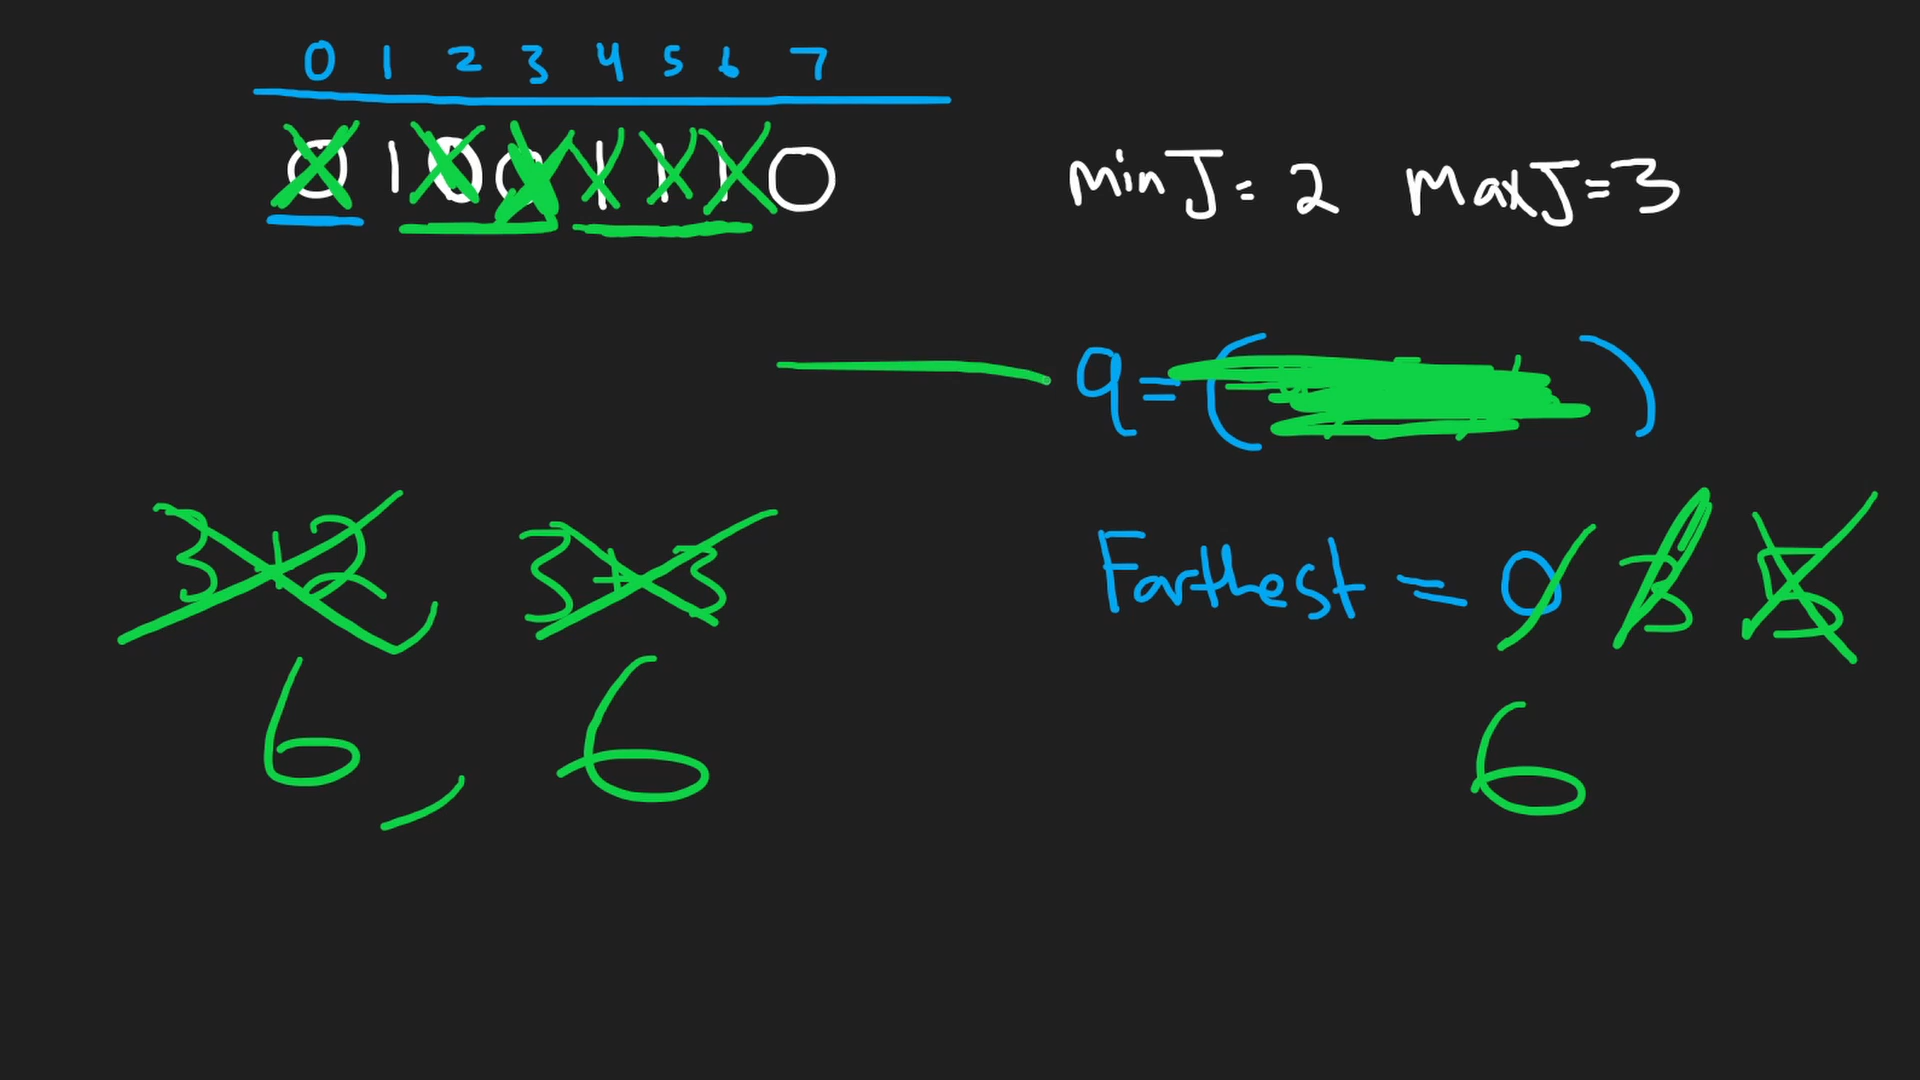 0 1 2 3 4 5 6 7
0 1 0 0 1 1 1 0
minJ= 2 maxJ=3
q=( )
3+2, 3+3
Farthest = 0 3 5
6, 6
6